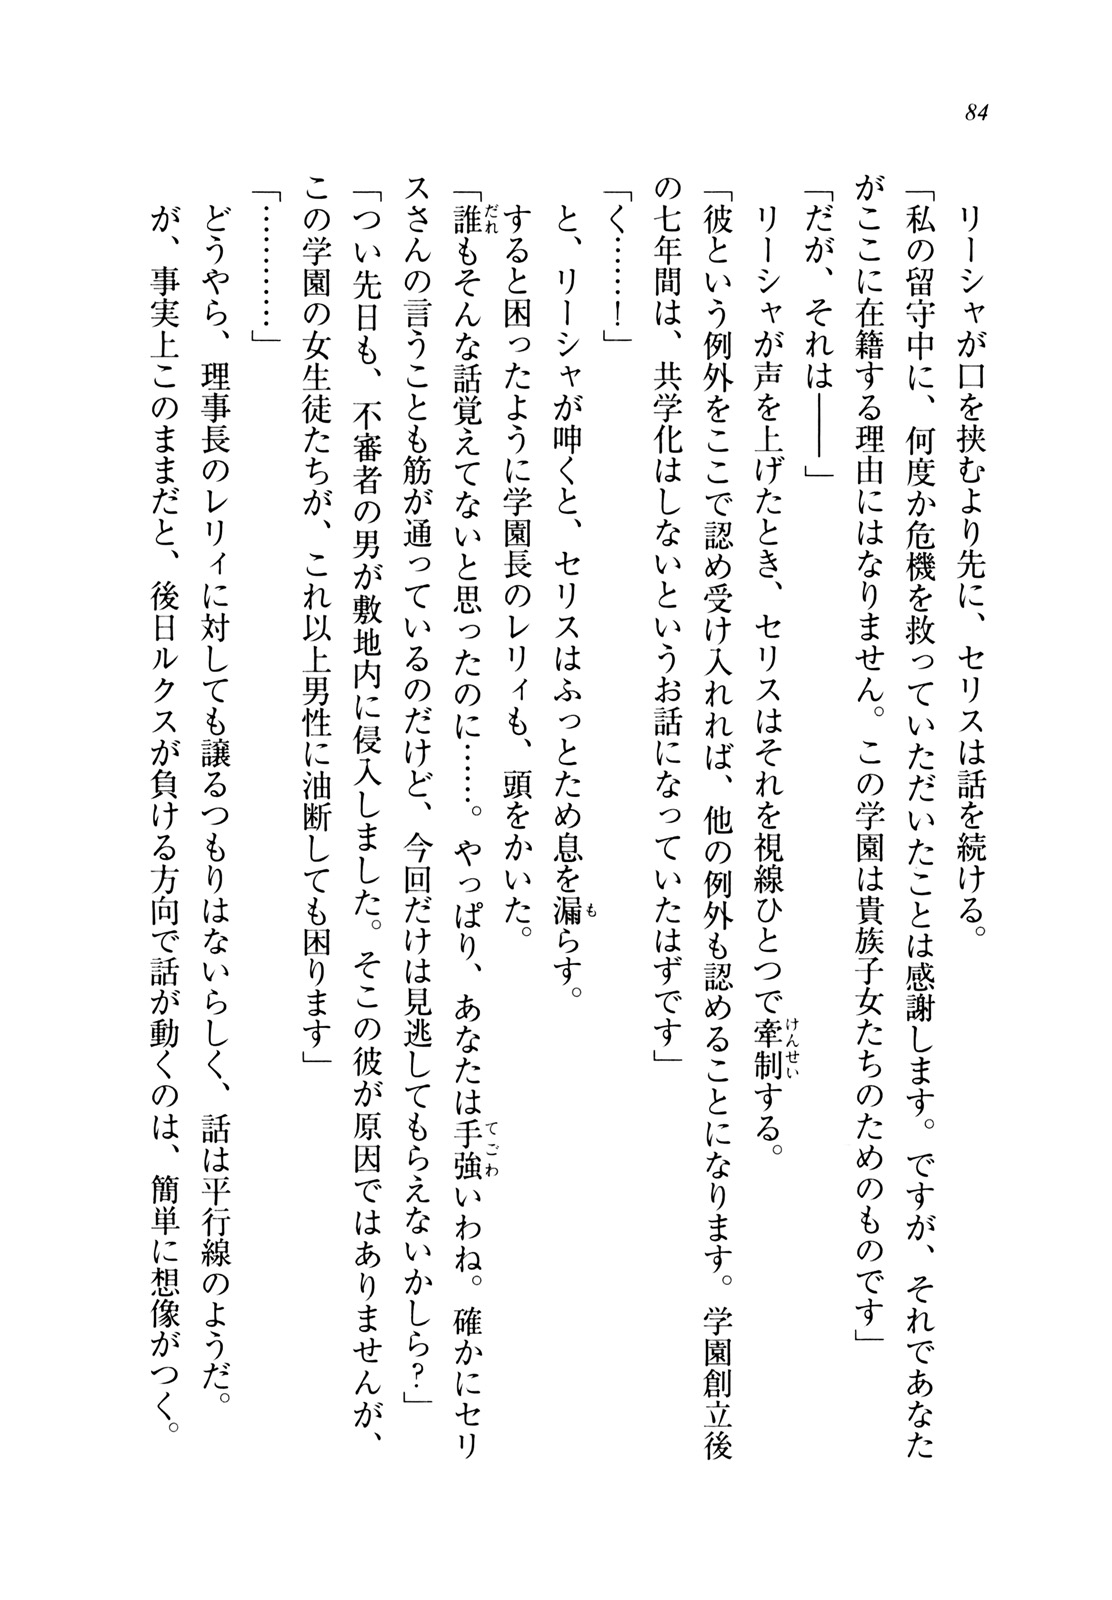 84
リーシャが口を挟むより先に、セリスは話を続ける。
「私の留守中に、何度か危機を救っていただいたことは感謝します。ですが、それであなた
がここに在籍する理由にはなりません。この学園は貴族子女たちのためのものです」
「だが、それは――」
リーシャが声を上げたとき、セリスはそれを視線ひとつで牽制する。
「彼という例外をここで認め受け入れれば、他の例外も認めることになります。学園創立後
の七年間は、共学化はしないというお話になっていたはずです」
「く……！」
と、リーシャが呻くと、セリスはふっとため息を漏らす。
すると困ったように学園長のレリィも、頭をかいた。
「誰もそんな話覚えてないと思ったのに……。やっぱり、あなたは手強いわね。確かにセリ
スさんの言うことも筋が通っているのだけど、今回だけは見逃してもらえないかしら？」
「つい先日も、不審者の男が敷地内に侵入しました。そこの彼が原因ではありませんが、
この学園の女生徒たちが、これ以上男性に油断しても困ります」
「…………」
どうやら、理事長のレリィに対しても譲るつもりはないらしく、話は平行線のようだ。
が、事実上このままだと、後日ルクスが負ける方向で話が動くのは、簡単に想像がつく。